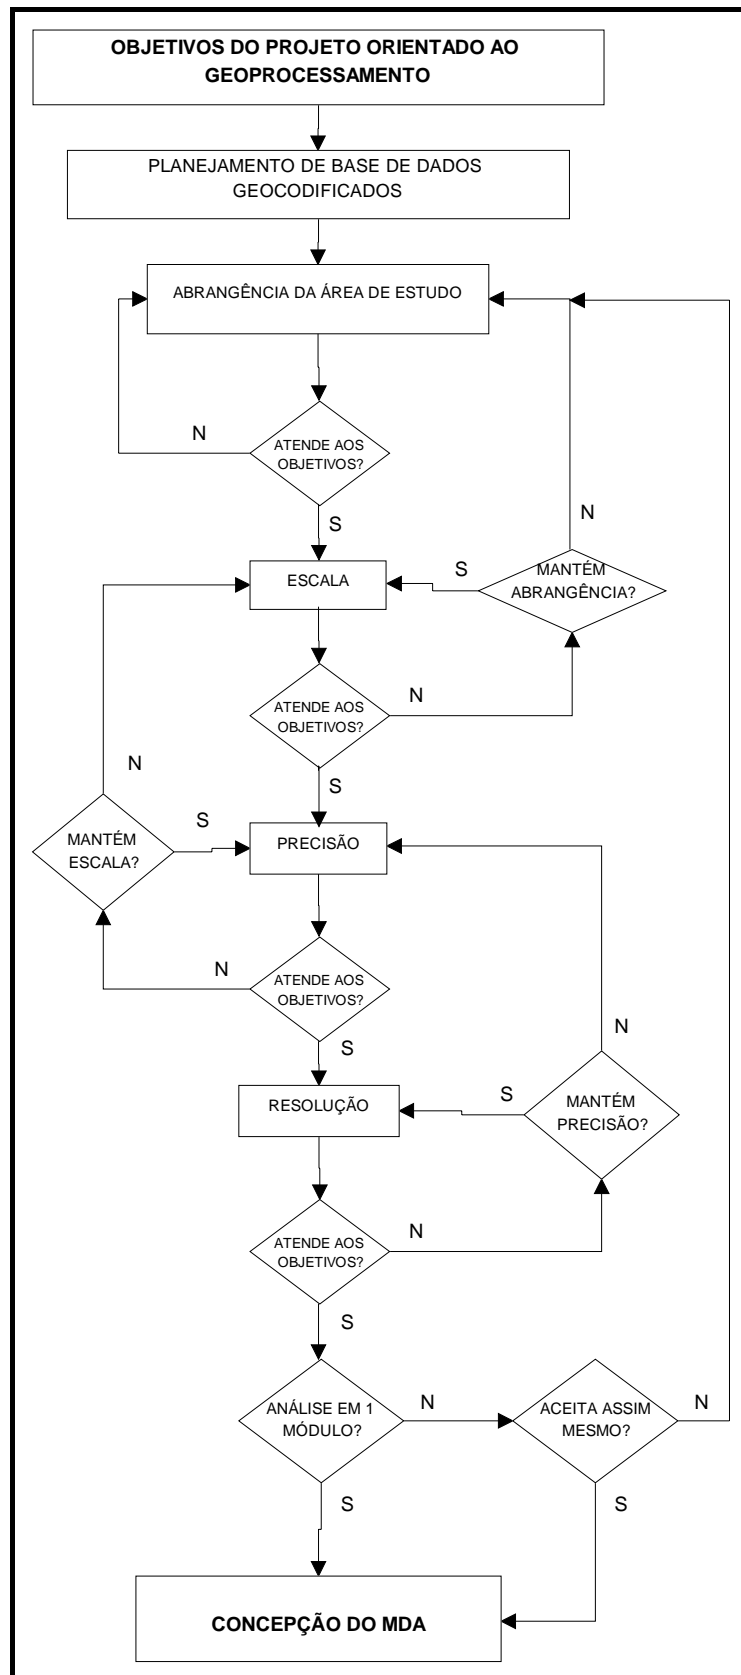 OBJETIVOS DO PROJETO ORIENTADO AO
GEOPROCESSAMENTO
PLANEJAMENTO DE BASE DE DADOS
GEOCODIFICADOS
ABRANGÊNCIA DA ÁREA DE ESTUDO
N
ATENDE AOS
OBJETIVOS?
S
N
ESCALA
S
MANTÉM
ABRANGÊNCIA?
ATENDE AOS
OBJETIVOS?
N
N
S
MANTÉM
ESCALA?
S
PRECISÃO
N
ATENDE AOS
OBJETIVOS?
S
N
RESOLUÇÃO
S
MANTÉM
PRECISÃO?
ATENDE AOS
OBJETIVOS?
N
S
ANÁLISE EM 1
MÓDULO?
N
ACEITA ASSIM
MESMO?
N
S
S
CONCEPÇÃO DO MDA